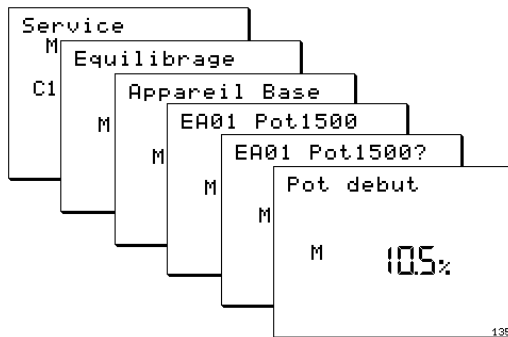 Service
M
C1
Equilibrage
M
Appareil Base
M
EA01 Pot1500
M
EA01 Pot1500?
M
Pot debut
M 10.5%
135